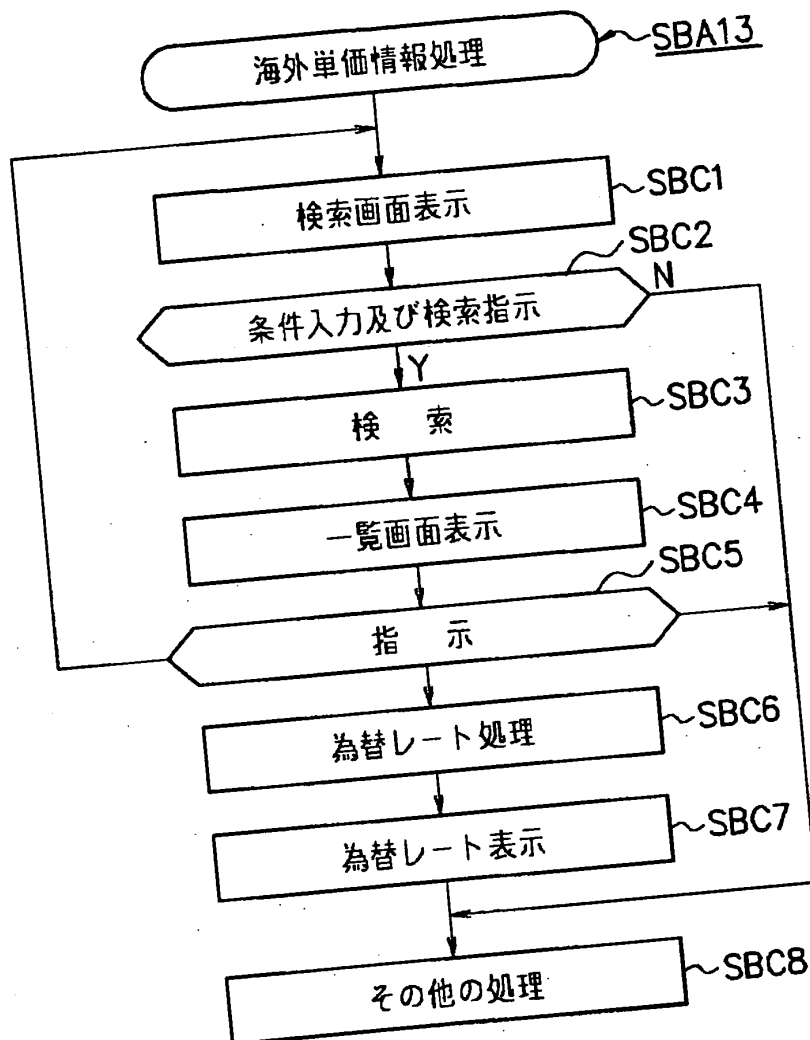 海外単価情報処理
SBA13
検索画面表示
SBC1
条件入力及び検索指示
SBC2
N
Y
検 索
SBC3
一覧画面表示
SBC4
指 示
SBC5
為替レート処理
SBC6
為替レート表示
SBC7
その他の処理
SBC8